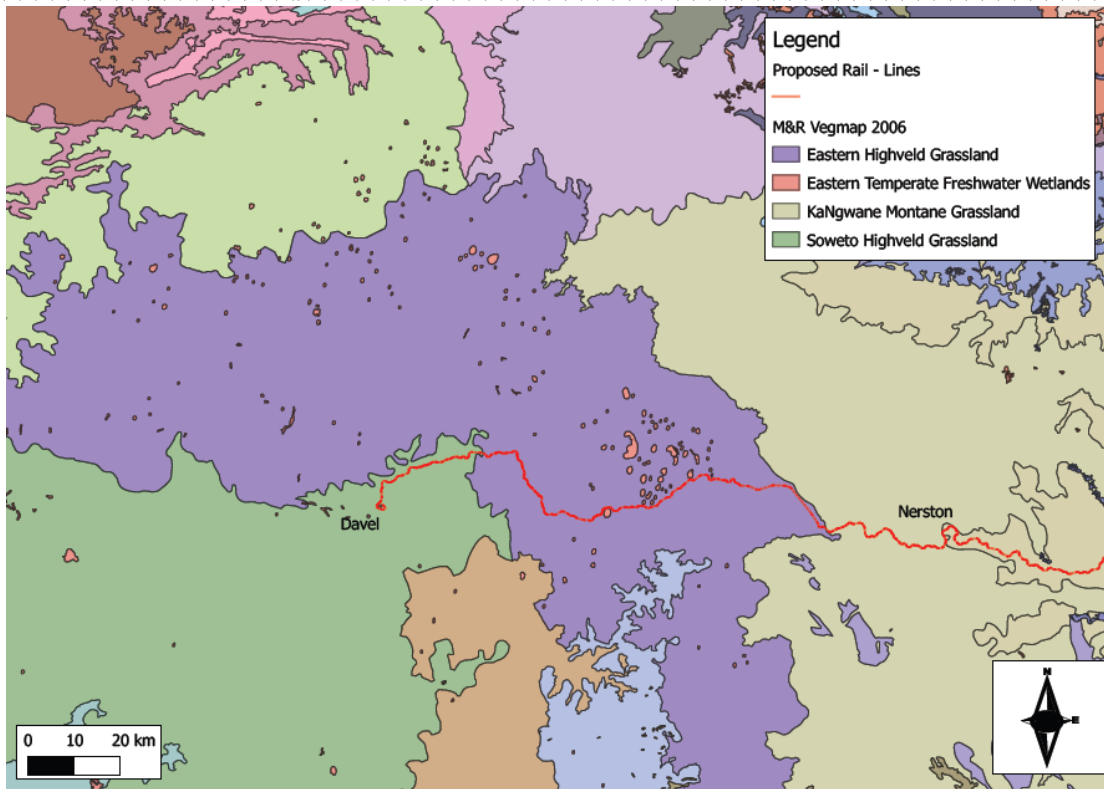 Legend
Proposed Rail - Lines
M&R Vegmap 2006
Eastern Highveld Grassland
Eastern Temperate Freshwater Wetlands
KaNgwane Montane Grassland
Soweto Highveld Grassland
Davel
Nerston
N
E
0 10 20 km